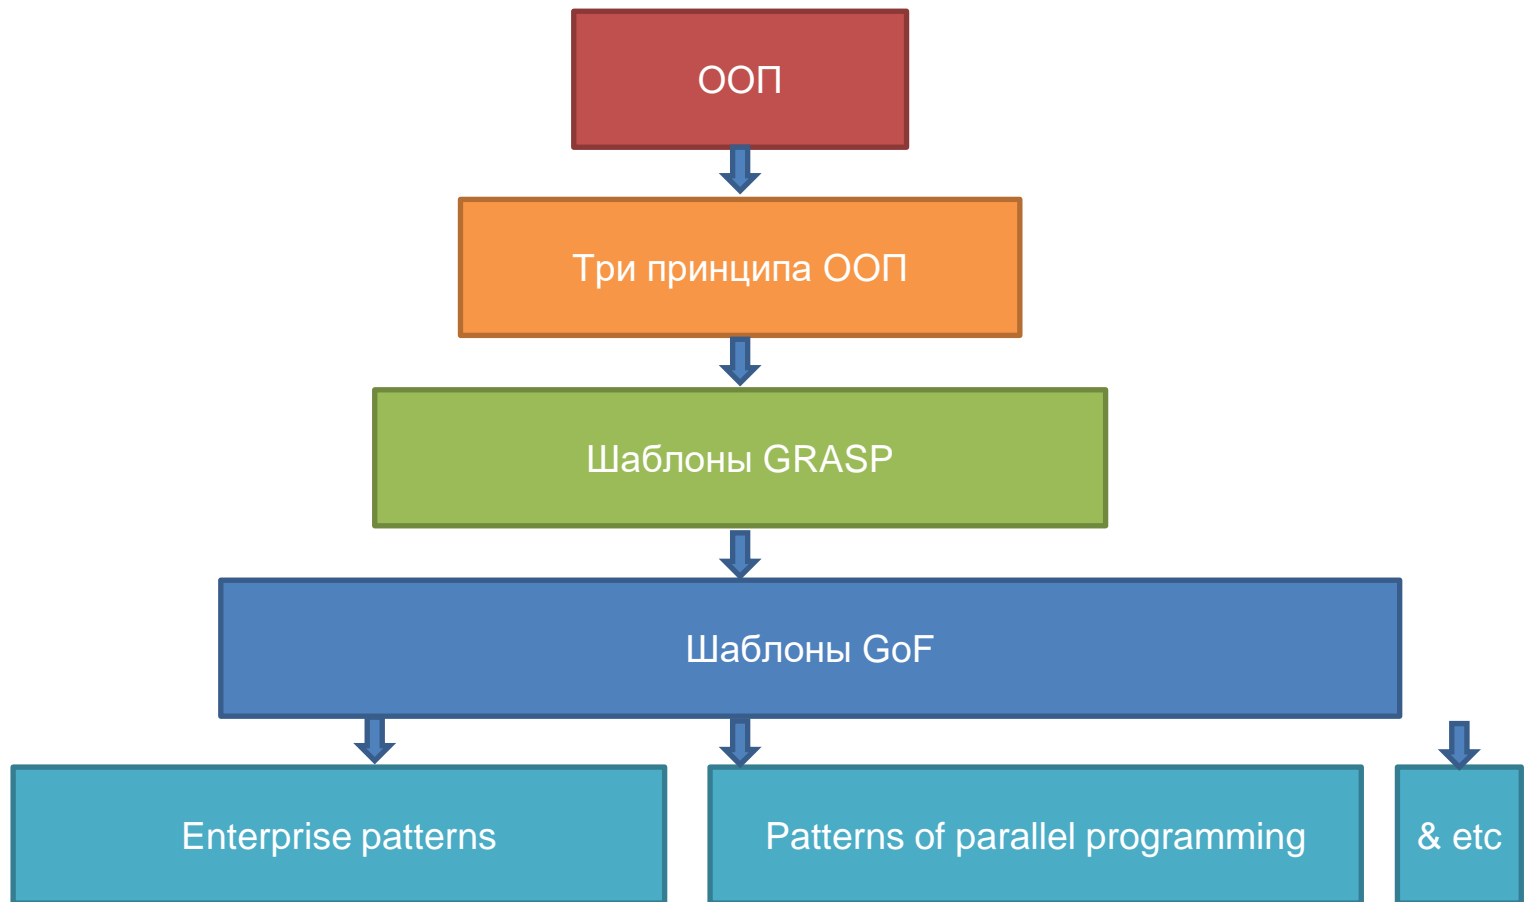 ООП
Три принципа ООП
Шаблоны GRASP
Шаблоны GoF
Enterprise patterns
Patterns of parallel programming
& etc